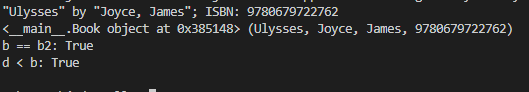 "Ulysses" by "Joyce, James"; ISBN: 9780679722762
<__main__.Book object at 0x385148> (Ulysses, Joyce, James, 9780679722762)
b == b2: True
d < b: True